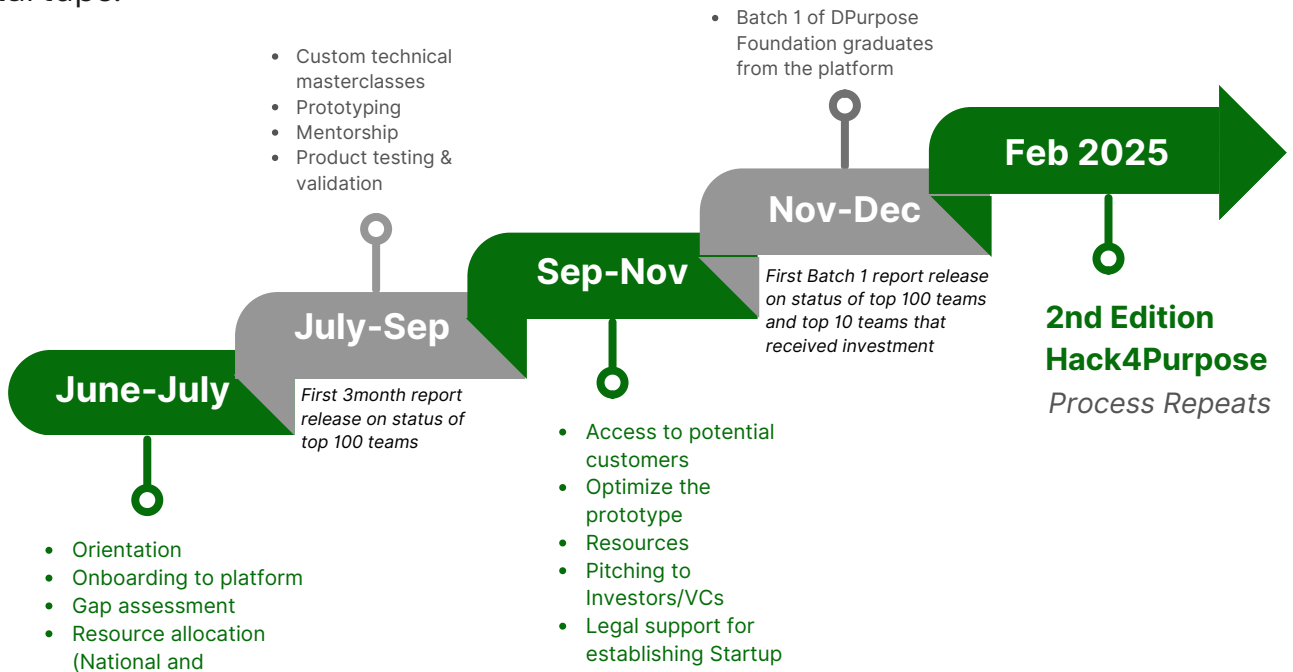 • Batch 1 of DPurpose
Foundation graduates
from the platform
• Custom technical
masterclasses
• Prototyping
• Mentorship
• Product testing &
validation
Feb 2025
Nov-Dec
Sep-Nov
July-Sep
June-July
First Batch 1 report release
on status of top 100 teams
and top 10 teams that
received investment
2nd Edition
Hack4Purpose
Process Repeats
First 3month report
release on status of
top 100 teams
• Access to potential
customers
• Optimize the
prototype
• Resources
• Pitching to
Investors/VCs
• Legal support for
establishing Startup
• Orientation
• Onboarding to platform
• Gap assessment
• Resource allocation
(National and